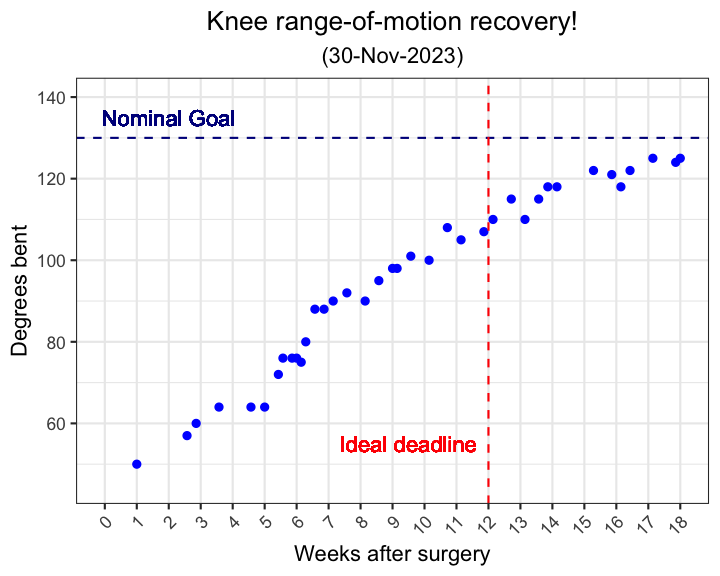 Knee range-of-motion recovery!
(30-Nov-2023)
140
Nominal Goal
120
100
80
60
Degrees bent
Ideal deadline
0 1 2 3 4 5 6 7 8 9 10 11 12 13 14 15 16 17 18
Weeks after surgery